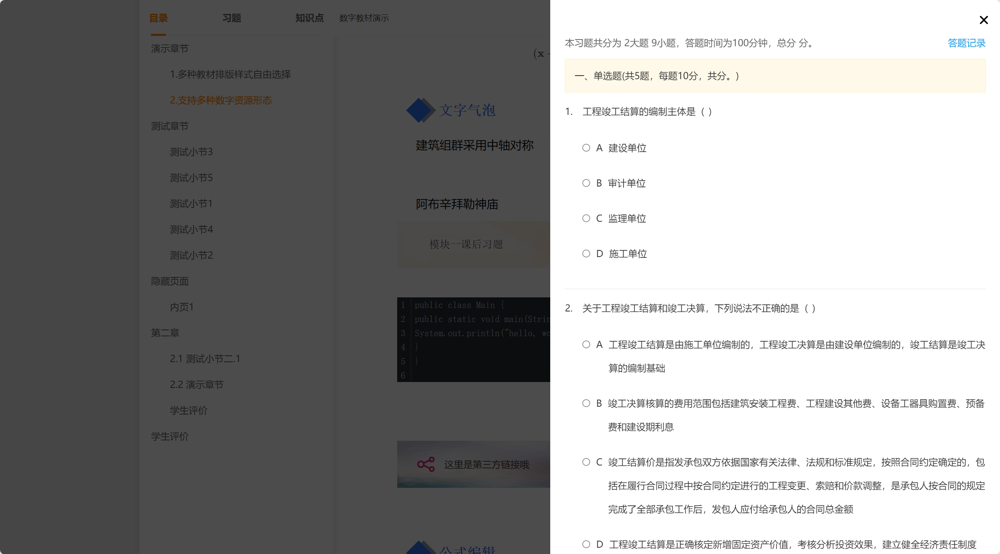 目录
习题
知识点
数字教材演示
演示章节
1.多种教材排版样式自由选择
2.支持多种数字资源形态
测试章节
测试小节3
测试小节5
测试小节1
测试小节4
测试小节2
隐藏页面
内页1
第二章
2.1 测试小节二.1
2.2 演示章节
学生评价
学生评价
(x -
文字气泡
建筑组群采用中轴对称
阿布辛拜勒神庙
模块一课后习题
1 public class Main {
2 public static void main(Strin
3 System.out.println("hello, wo
4 }
5 }
6
这里是第三方链接哦
公式编辑
本习题共分为 2大题 9小题，答题时间为100分钟，总分 分。
答题记录
一、单选题(共5题，每题10分，共分。)
1. 工程竣工结算的编制主体是（ ）
A 建设单位
B 审计单位
C 监理单位
D 施工单位
2. 关于工程竣工结算和竣工决算，下列说法不正确的是（ ）
A 工程竣工结算是由施工单位编制的，工程竣工决算是由建设单位编制的，竣工结算是竣工决
算的编制基础
B 竣工决算核算的费用范围包括建筑安装工程费、工程建设其他费、设备工器具购置费、预备
费和建设期利息
C 竣工结算价是指发承包双方依据国家有关法律、法规和标准规定，按照合同约定确定的，包
括在履行合同过程中按合同约定进行的工程变更、索赔和价款调整，是承包人按合同的规定
完成了全部承包工作后，发包人应付给承包人的合同总金额
D 工程竣工结算是正确核定新增固定资产价值，考核分析投资效果，建立健全经济责任制度